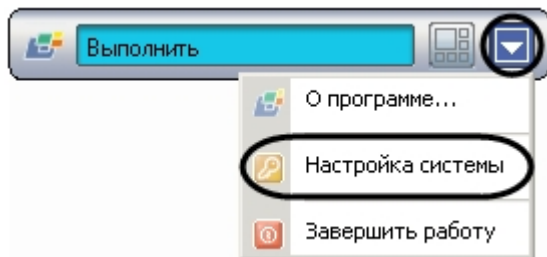 Выполнить
О программе...
Настройка системы
Завершить работу